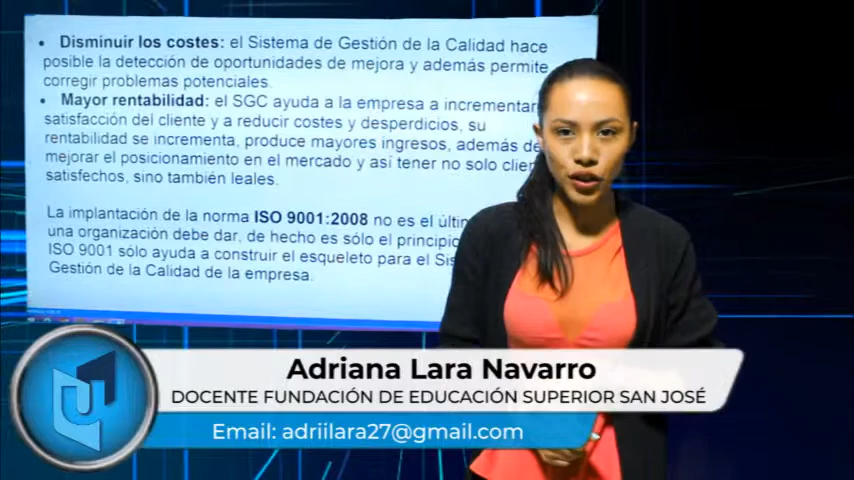 • Disminuir los costes: el Sistema de Gestión de la Calidad hace
posible la detección de oportunidades de mejora y además permite
corregir problemas potenciales.
• Mayor rentabilidad: el SGC ayuda a la empresa a incrementar
satisfacción del cliente y a reducir costes y desperdicios, su
rentabilidad se incrementa, produce mayores ingresos, además de
mejorar el posicionamiento en el mercado y así tener no solo
satisfechos, sino también leales.
La implantación de la norma ISO 9001:2008 no es el
una organización debe dar, de hecho es sólo el principio
ISO 9001 sólo ayuda a construir el esqueleto para el
Gestión de la Calidad de la empresa.
Adriana Lara Navarro
DOCENTE FUNDACIÓN DE EDUCACIÓN SUPERIOR SAN JOSÉ
Email: adriilara27@gmail.com